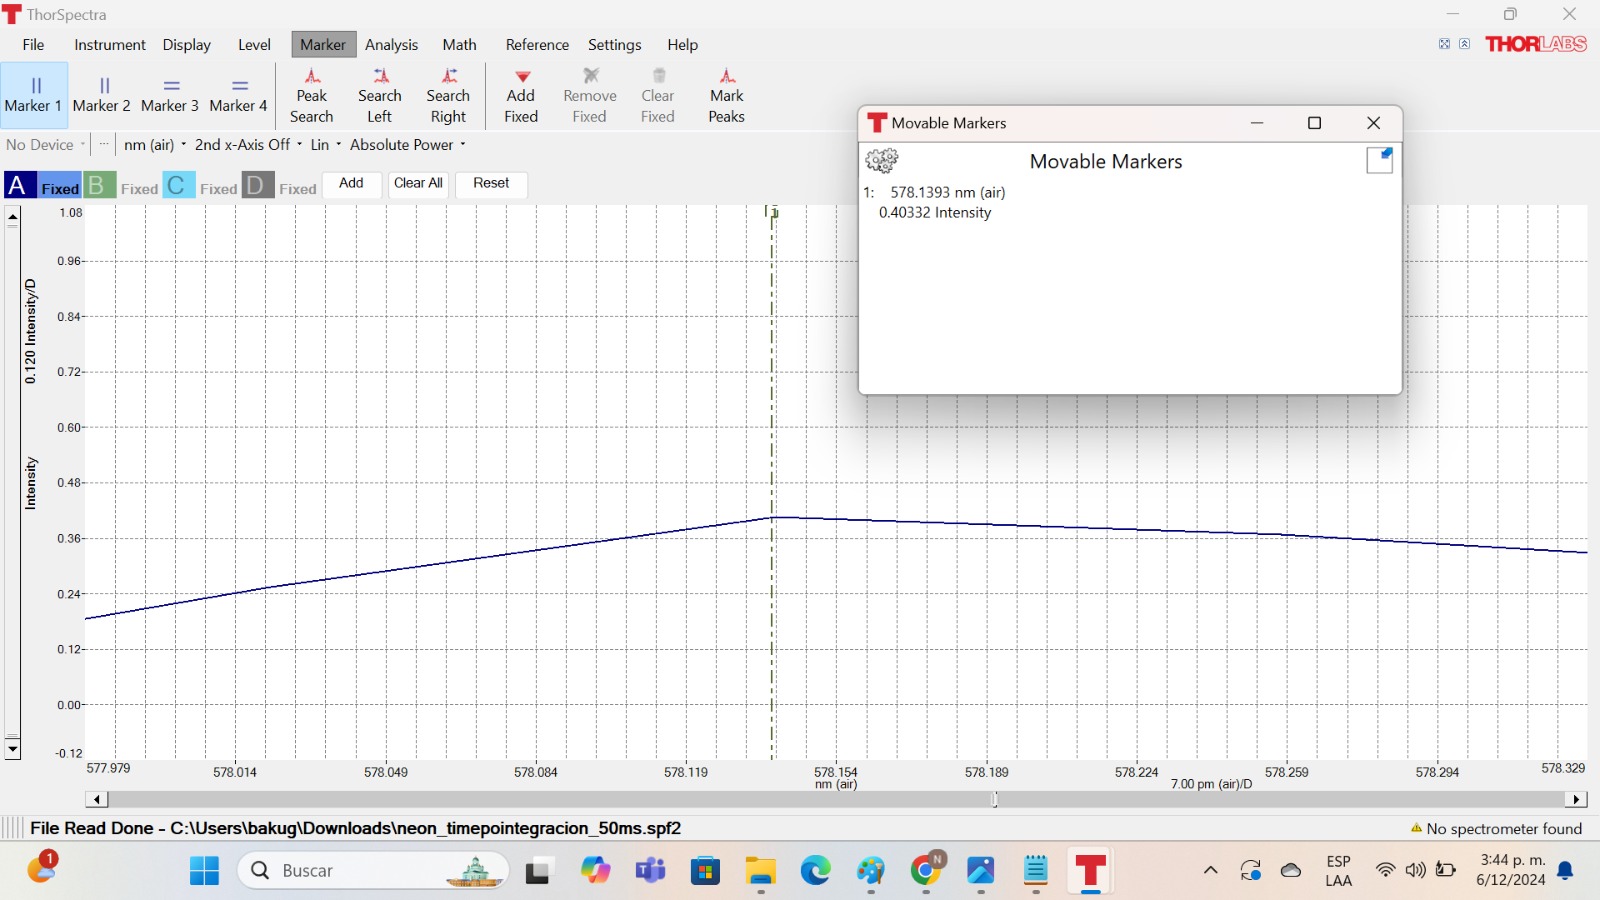 ThorSpectra
File Instrument Display Level Marker Analysis Math Reference Settings Help
THORLABS
Marker 1 Marker 2 Marker 3 Marker 4 Peak Search Search Left Search Right Add Fixed Remove Fixed Clear Fixed Mark Peaks
No Device nm (air) 2nd x-Axis Off Lin Absolute Power
A Fixed B Fixed C Fixed D Fixed Add Clear All Reset
Movable Markers
Movable Markers
1: 578.1393 nm (air)
0.40332 Intensity
1.08
0.96
0.84
0.72
0.60
0.48
0.36
0.24
0.12
0.00
-0.12
0.120 Intensity/D
Intensity
1
577.979 578.014 578.049 578.084 578.119 578.154 578.189 578.224 578.259 578.294 578.329
nm (air) 7.00 pm (air)/D
File Read Done - C:\Users\bakug\Downloads\neon_timepointegracion_50ms.spf2
No spectrometer found
1
Buscar
N
ESP
LAA
3:44 p. m.
6/12/2024